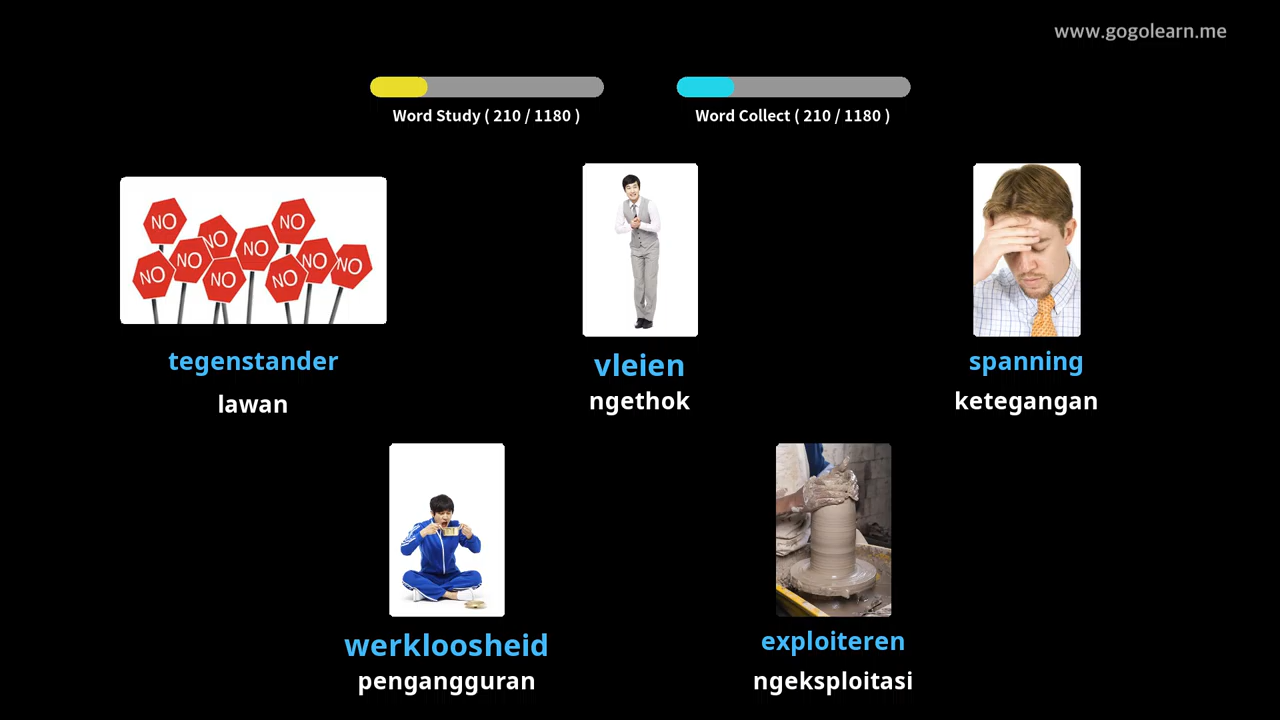 www.gogolearn.me
Word Study ( 210 / 1180 )
Word Collect ( 210 / 1180 )
NO
NO
NO
NO
NO
NO
NO
NO
NO
NO
tegenstander
lawan
vleien
ngethok
spanning
ketegangan
werkloosheid
pengangguran
exploiteren
ngeksploitasi